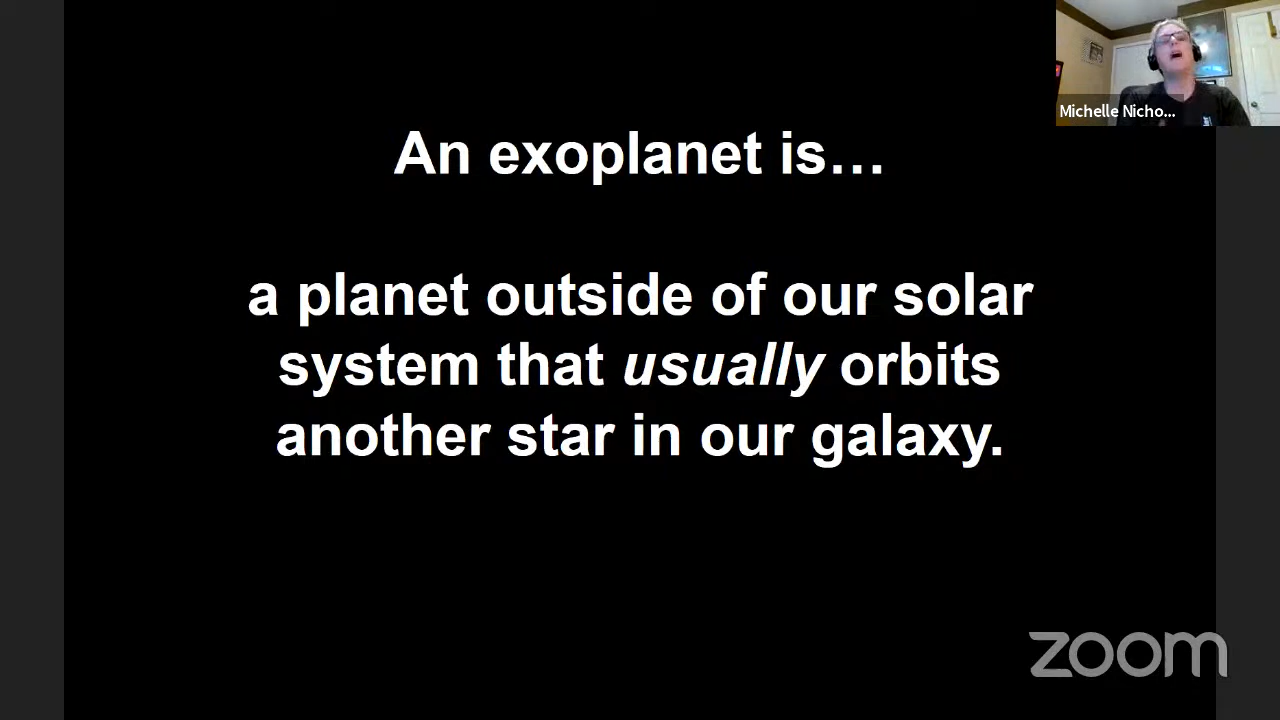 Michelle Nicho...
An exoplanet is…
a planet outside of our solar
system that usually orbits
another star in our galaxy.
zoom